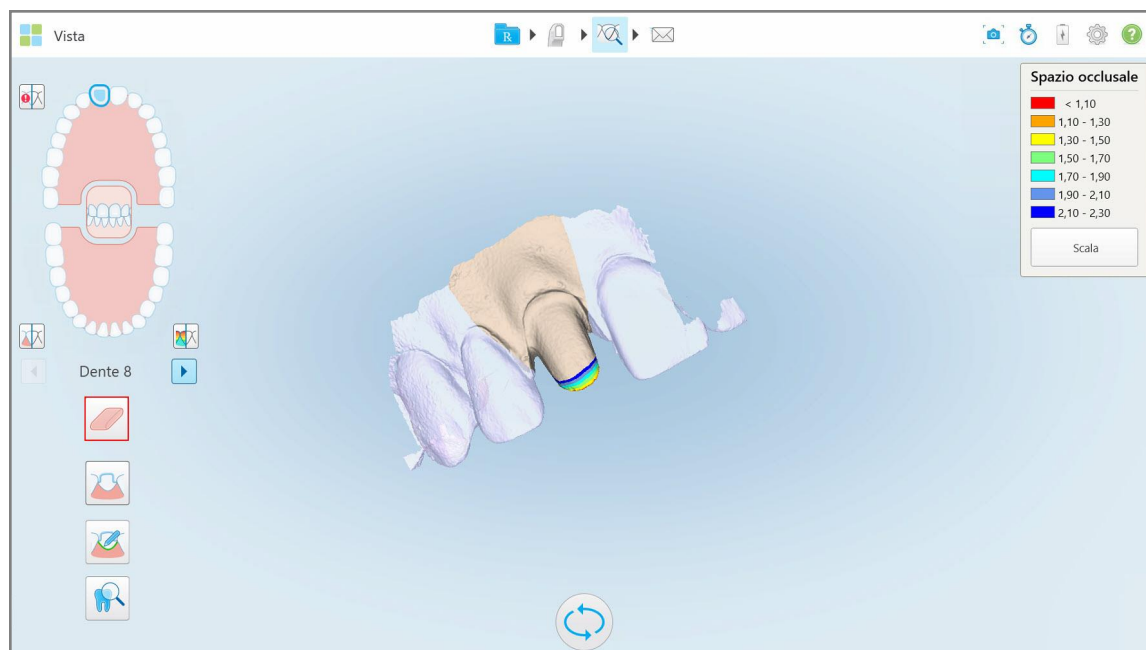 Vista
R
?
Spazio occlusale
< 1,10
1,10 - 1,30
1,30 - 1,50
1,50 - 1,70
1,70 - 1,90
1,90 - 2,10
2,10 - 2,30
Scala
Dente 8